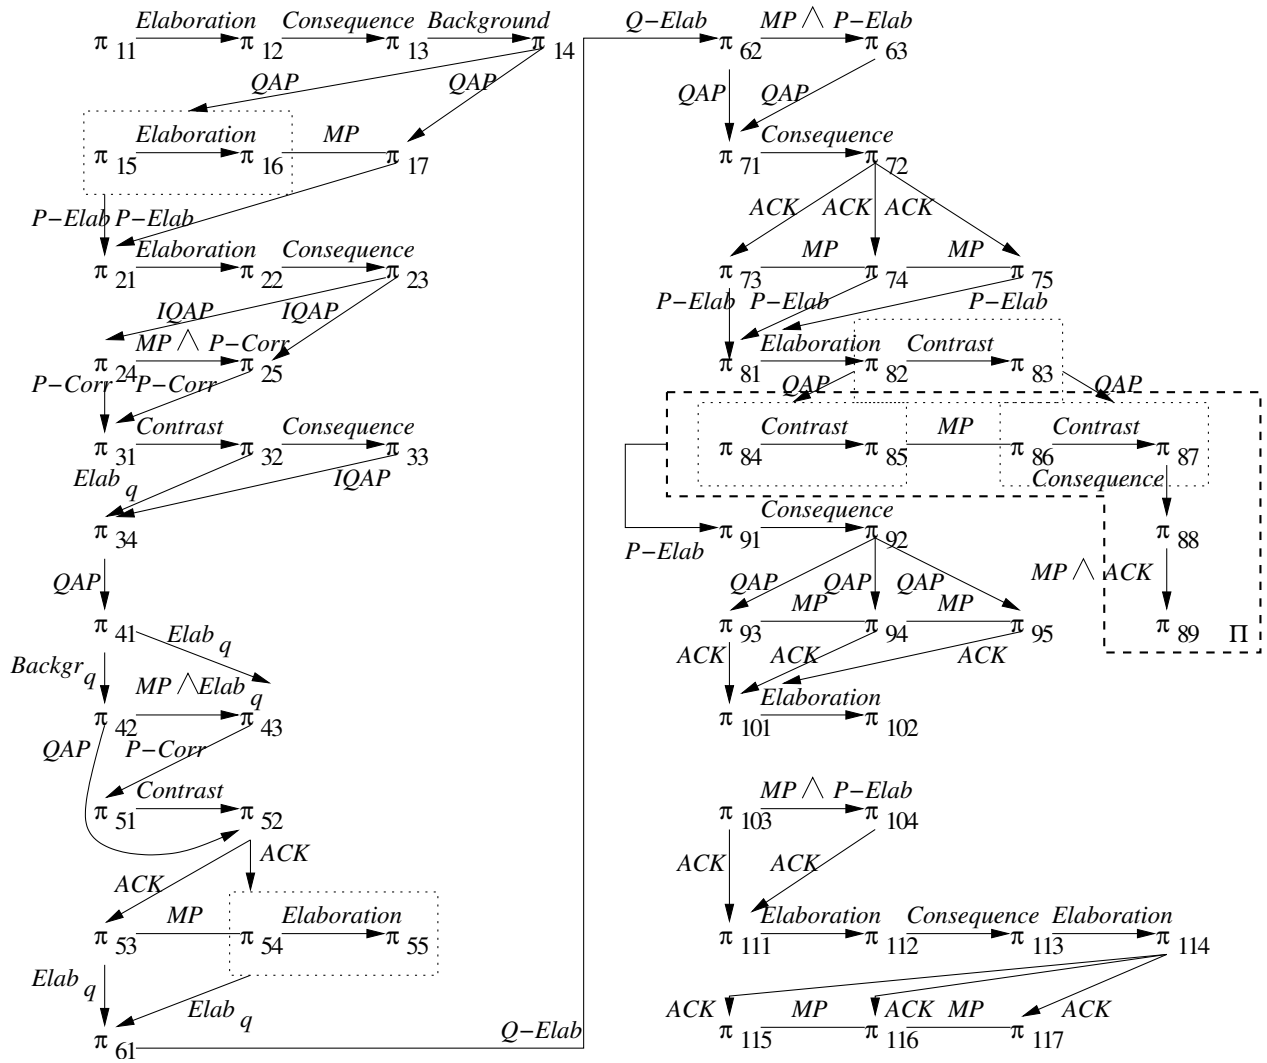 Elaboration Consequence Background
π 11 π 12 π 13 π 14
QAP QAP
Elaboration MP
π 15 π 16 π 17
P−Elab P−Elab
Elaboration Consequence
π 21 π 22 π 23
IQAP IQAP
MP ∧ P−Corr
π 24 π 25
P−Corr P−Corr
Contrast Consequence
π 31 π 32 π 33
Elab q IQAP
π 34
QAP
π 41
Elab q
Backgr q
MP ∧ Elab q
π 42 π 43
QAP P−Corr
Contrast
π 51 π 52
ACK
ACK
MP Elaboration
π 53 π 54 π 55
Elab q
Elab q
π 61
Q−Elab
Q−Elab MP ∧ P−Elab
π 62 π 63
QAP QAP
Consequence
π 71 π 72
ACK ACK ACK
MP MP
π 73 π 74 π 75
P−Elab P−Elab P−Elab
Elaboration Contrast
π 81 π 82 π 83
QAP QAP
Contrast MP Contrast
π 84 π 85 π 86 π 87
Consequence
Consequence
π 91 π 92 π 88
P−Elab
MP ∧ ACK
QAP QAP QAP
MP MP
π 93 π 94 π 95 π 89 Π
ACK ACK ACK
Elaboration
π 101 π 102
MP ∧ P−Elab
π 103 π 104
ACK ACK
Elaboration Consequence Elaboration
π 111 π 112 π 113 π 114
ACK MP ACK MP ACK
π 115 π 116 π 117